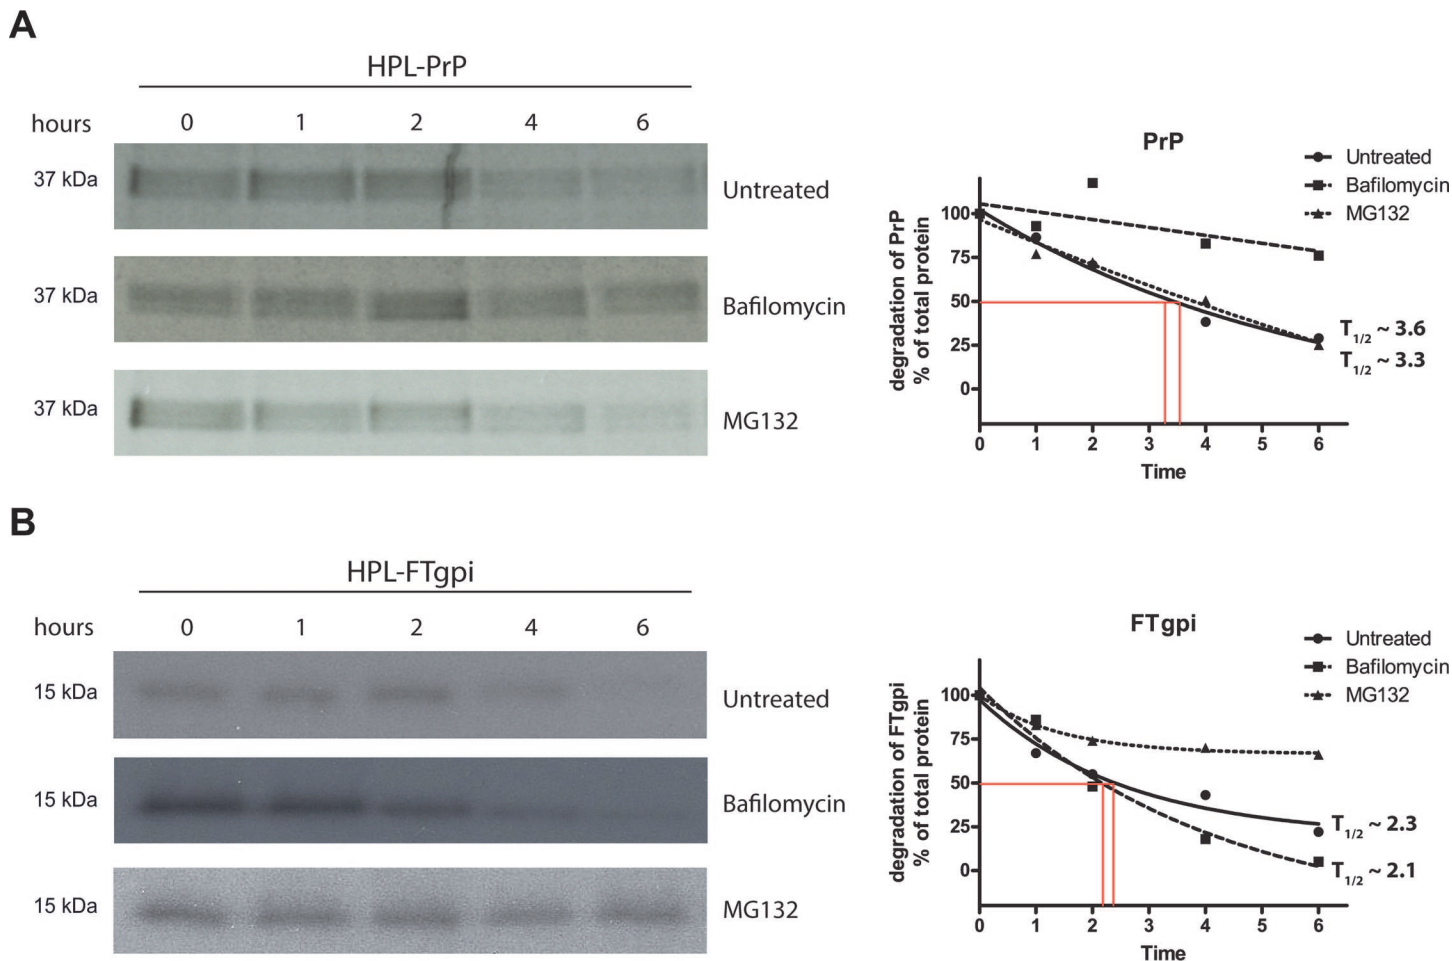 A
HPL-PrP
hours 0 1 2 4 6
37 kDa Untreated
37 kDa Bafilomycin
37 kDa MG132
PrP
Untreated
Bafilomycin
MG132
degradation of PrP
% of total protein
100
75
50
25
0
T1/2 ~ 3.6
T1/2 ~ 3.3
0 1 2 3 4 5 6
Time
B
HPL-FTgpi
hours 0 1 2 4 6
15 kDa Untreated
15 kDa Bafilomycin
15 kDa MG132
FTgpi
Untreated
Bafilomycin
MG132
degradation of FTgpi
% of total protein
100
75
50
25
0
T1/2 ~ 2.3
T1/2 ~ 2.1
0 1 2 3 4 5 6
Time